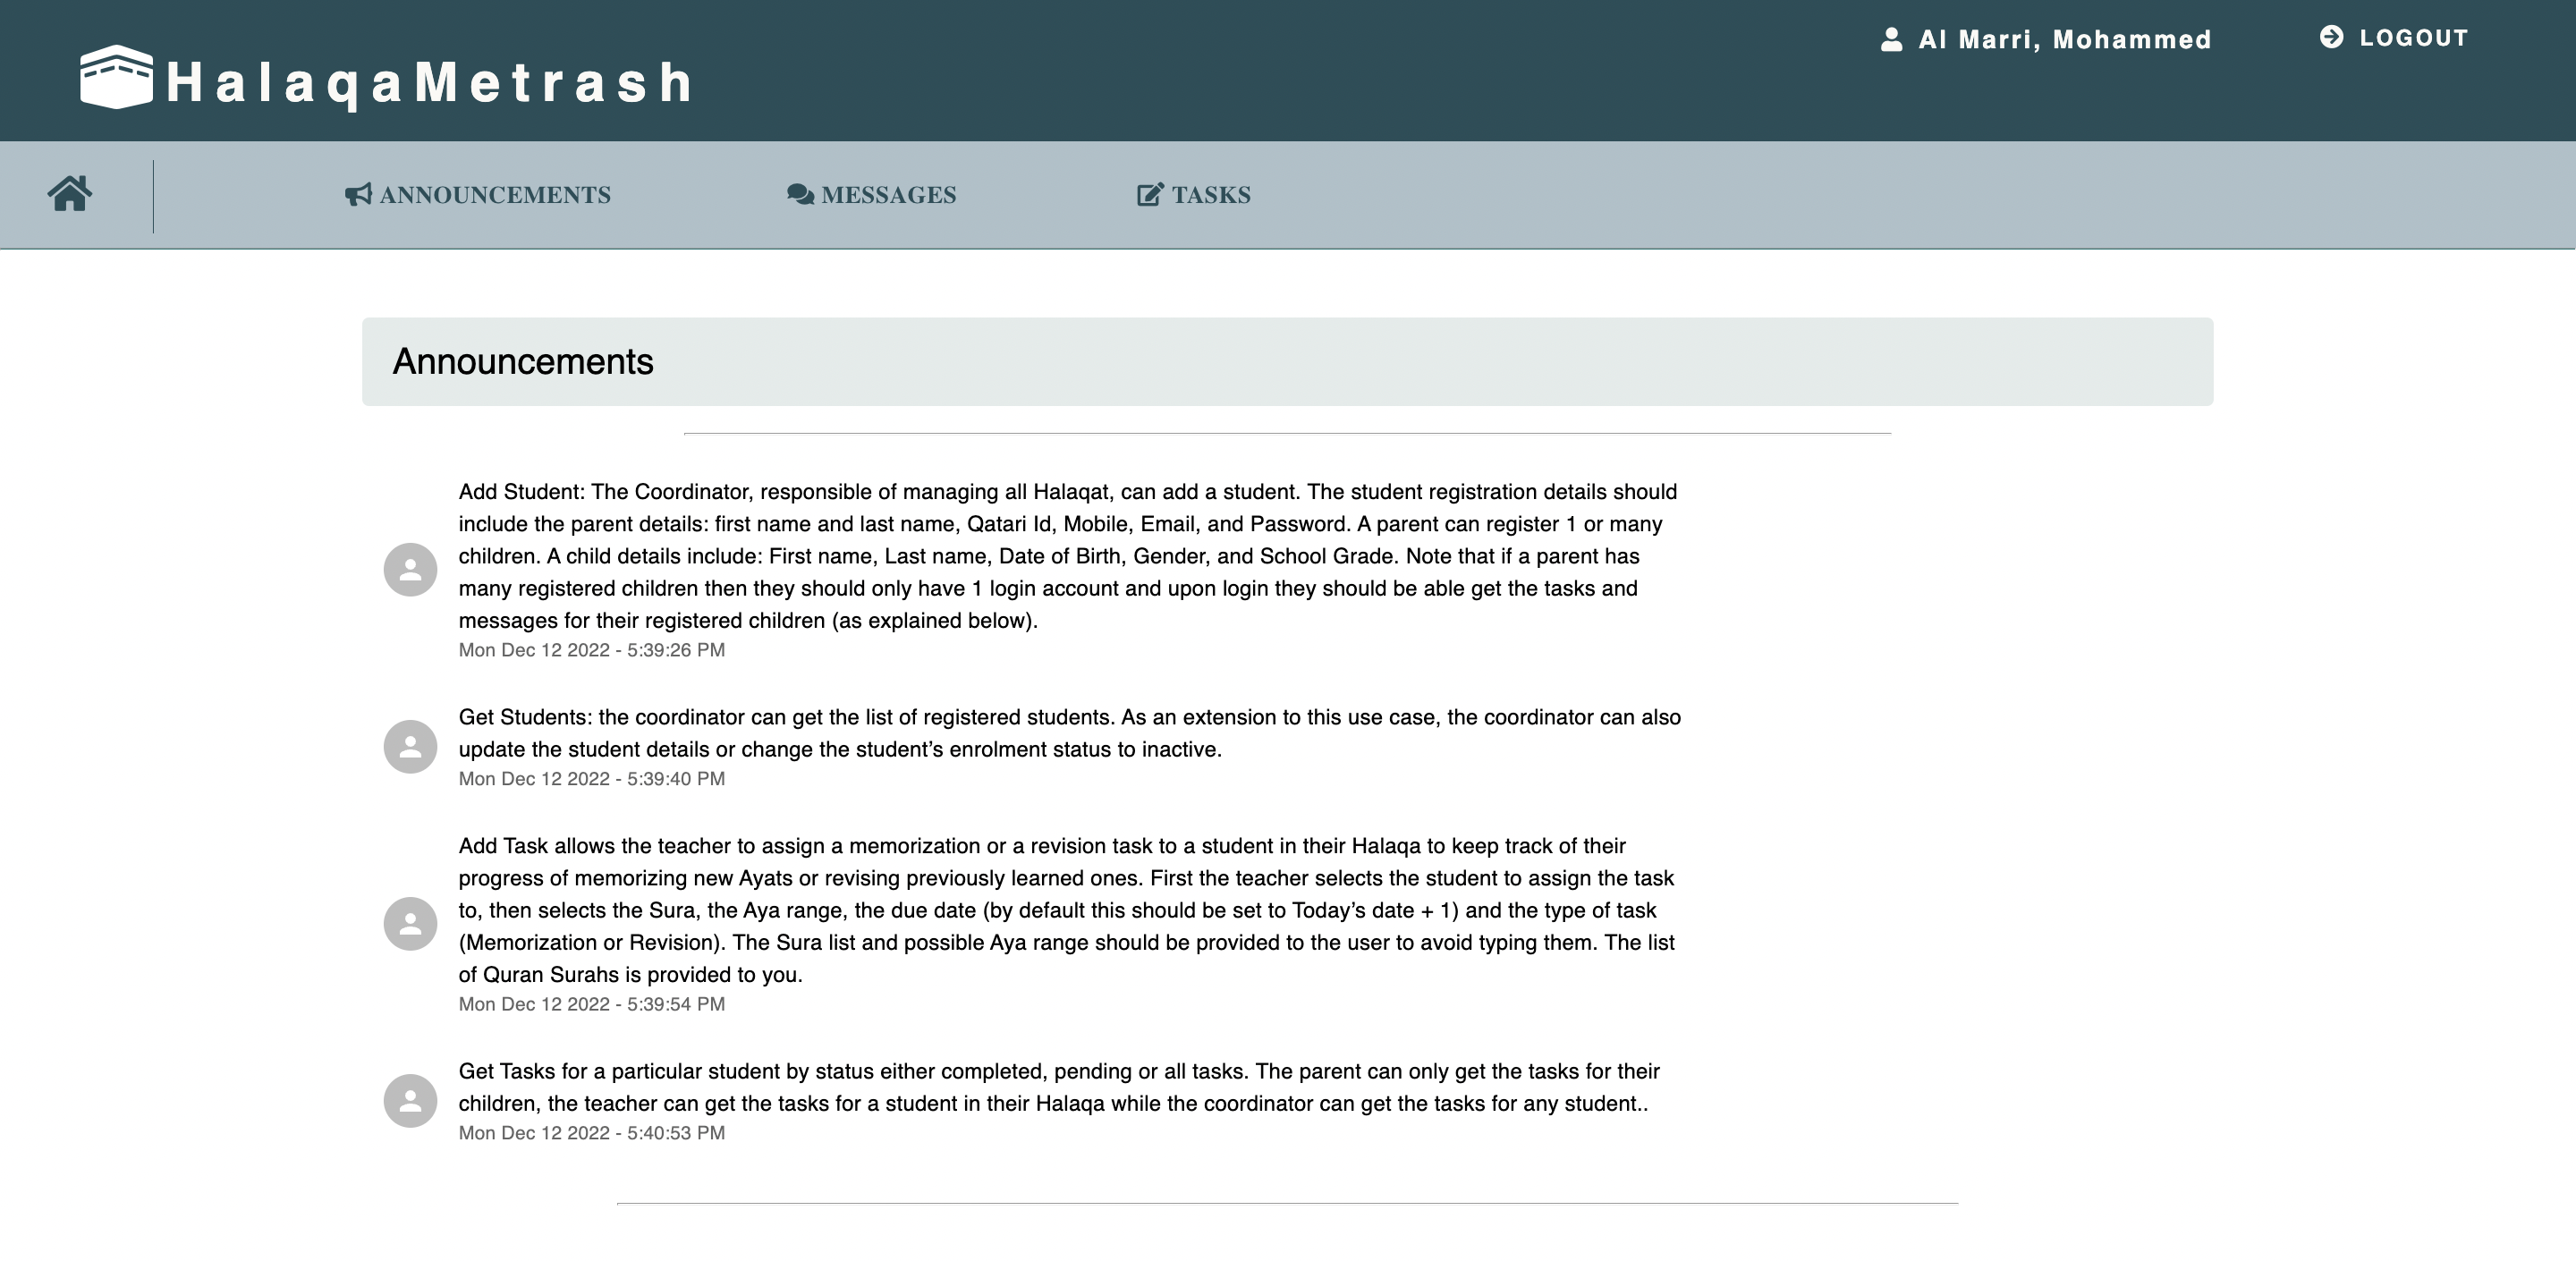 HalaqaMetrash
Al Marri, Mohammed
LOGOUT
ANNOUNCEMENTS
MESSAGES
TASKS
Announcements
Add Student: The Coordinator, responsible of managing all Halaqat, can add a student. The student registration details should
include the parent details: first name and last name, Qatari Id, Mobile, Email, and Password. A parent can register 1 or many
children. A child details include: First name, Last name, Date of Birth, Gender, and School Grade. Note that if a parent has
many registered children then they should only have 1 login account and upon login they should be able get the tasks and
messages for their registered children (as explained below).
Mon Dec 12 2022 - 5:39:26 PM
Get Students: the coordinator can get the list of registered students. As an extension to this use case, the coordinator can also
update the student details or change the student’s enrolment status to inactive.
Mon Dec 12 2022 - 5:39:40 PM
Add Task allows the teacher to assign a memorization or a revision task to a student in their Halaqa to keep track of their
progress of memorizing new Ayats or revising previously learned ones. First the teacher selects the student to assign the task
to, then selects the Sura, the Aya range, the due date (by default this should be set to Today’s date + 1) and the type of task
(Memorization or Revision). The Sura list and possible Aya range should be provided to the user to avoid typing them. The list
of Quran Surahs is provided to you.
Mon Dec 12 2022 - 5:39:54 PM
Get Tasks for a particular student by status either completed, pending or all tasks. The parent can only get the tasks for their
children, the teacher can get the tasks for a student in their Halaqa while the coordinator can get the tasks for any student..
Mon Dec 12 2022 - 5:40:53 PM